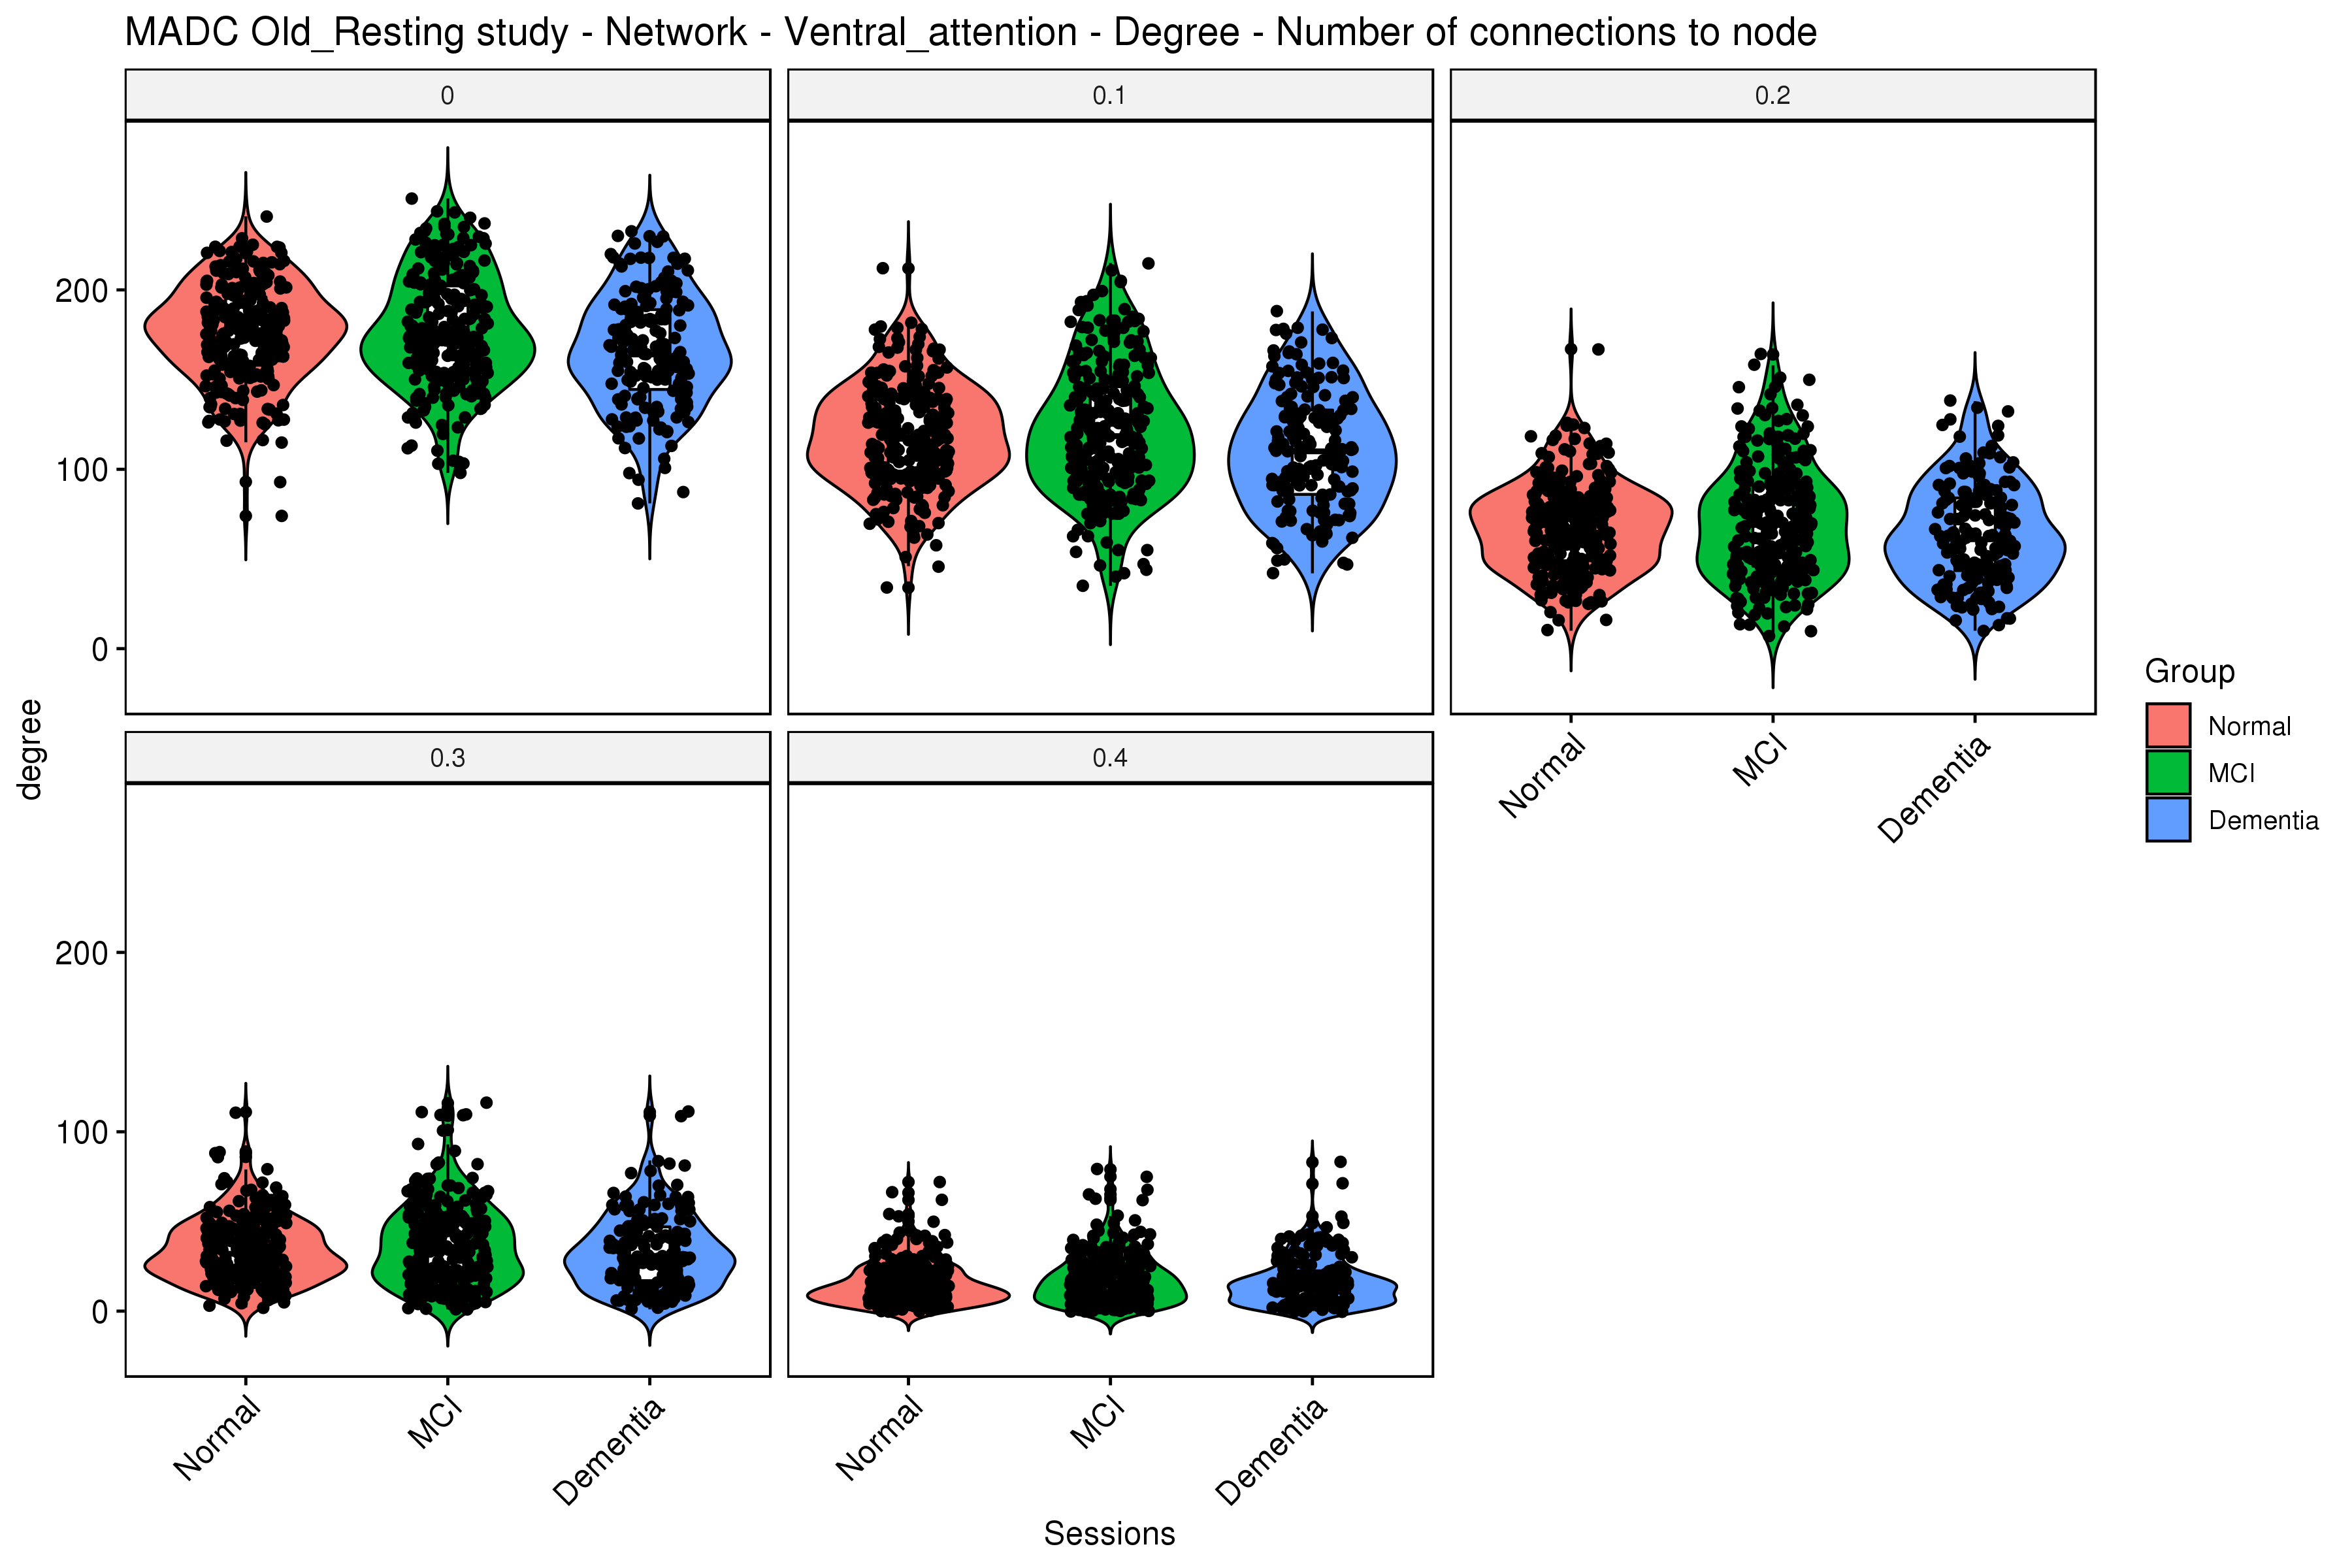 MADC Old_Resting study - Network - Ventral_attention - Degree - Number of connections to node
0
0.1
0.2
200
100
0
degree
Normal
MCI
Dementia
Group
Normal
MCI
Dementia
0.3
0.4
200
100
0
Normal
MCI
Dementia
Normal
MCI
Dementia
Sessions